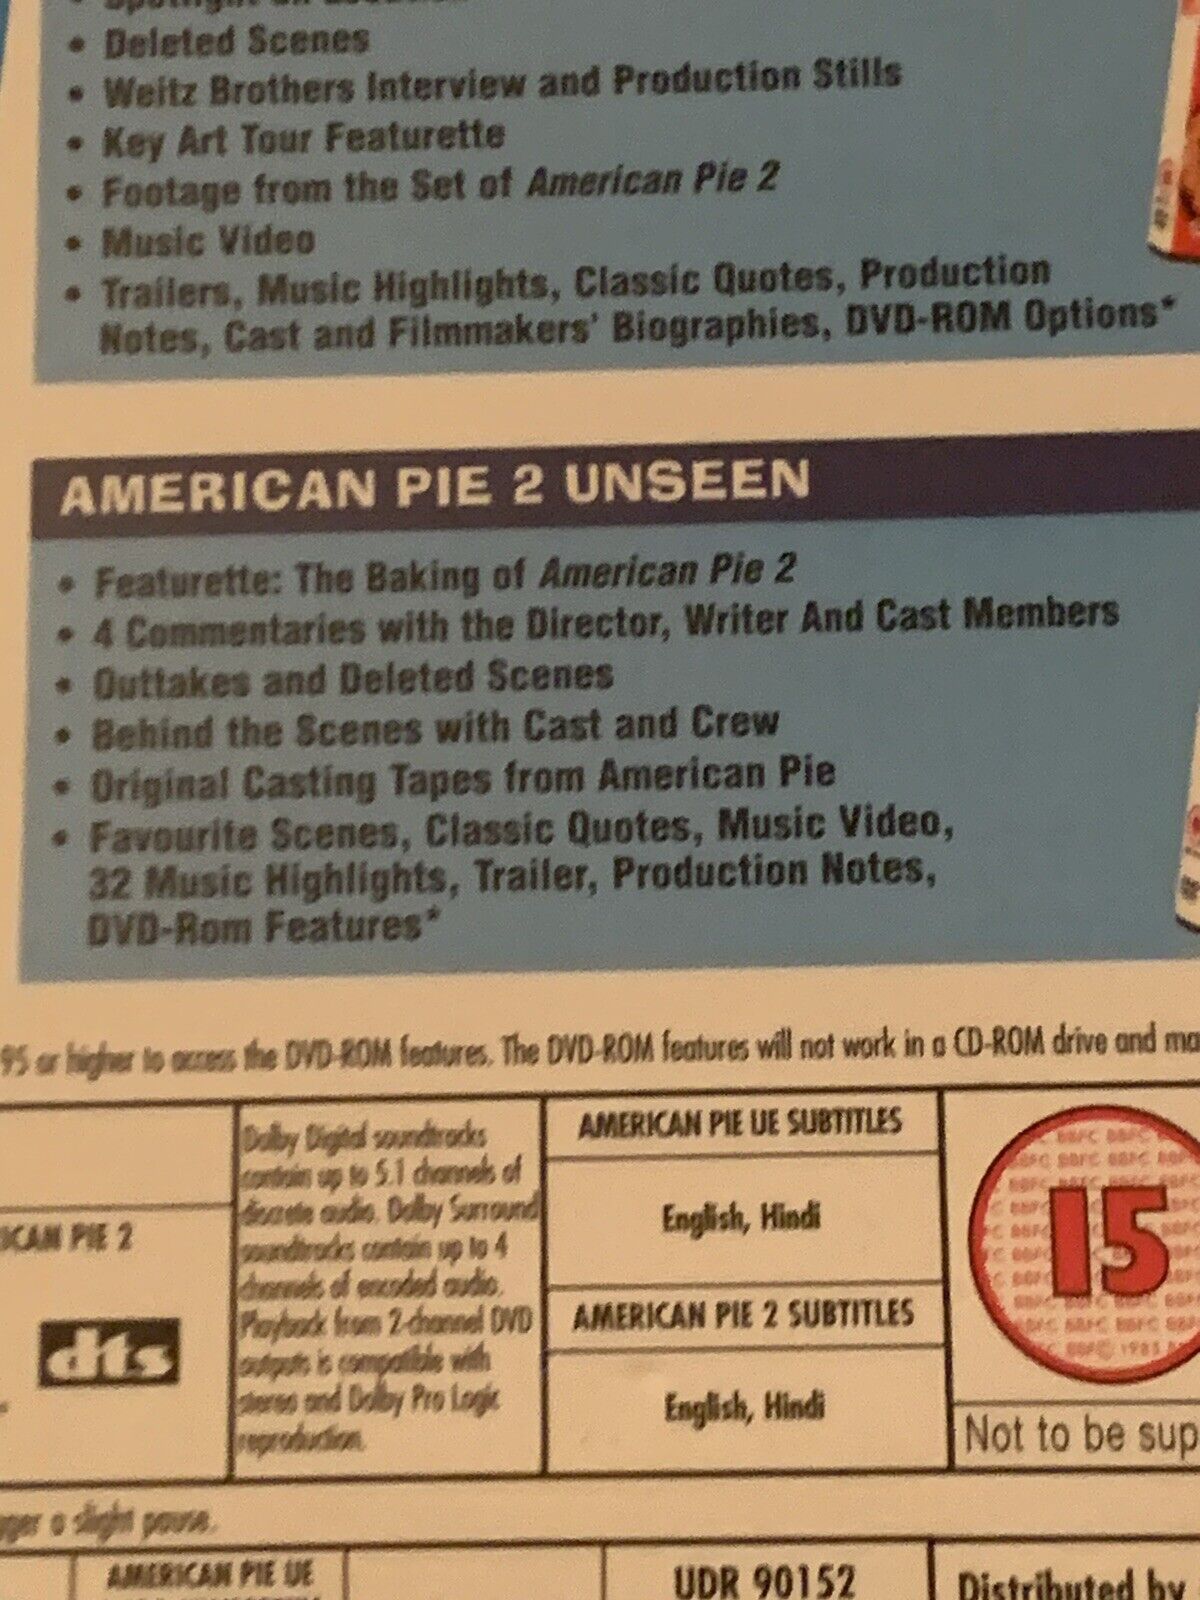 • Deleted Scenes
• Weitz Brothers Interview and Production Stills
• Key Art Tour Featurette
• Footage from the Set of American Pie 2
• Music Video
• Trailers, Music Highlights, Classic Quotes, Production
Notes, Cast and Filmmakers' Biographies, DVD-ROM Options*
AMERICAN PIE 2 UNSEEN
• Featurette: The Baking of American Pie 2
• 4 Commentaries with the Director, Writer And Cast Members
• Outtakes and Deleted Scenes
• Behind the Scenes with Cast and Crew
• Original Casting Tapes from American Pie
• Favourite Scenes, Classic Quotes, Music Video,
32 Music Highlights, Trailer, Production Notes,
DVD-Rom Features*
95 or higher to access the DVD-ROM features. The DVD-ROM features will not work in a CD-ROM drive and
PIE 2
dts
Dolby Digital soundtracks
contain up to 5.1 channels of
discrete audio. Dolby Surround
soundtracks contain up to 4
channels of encoded audio.
Playback from 2-channel DVD
outputs is compatible with
stereo and Dolby Pro Logic
reproduction.
AMERICAN PIE UE SUBTITLES
English, Hindi
AMERICAN PIE 2 SUBTITLES
English, Hindi
15
Not to be
a slight pause.
AMERICAN PIE UE
UDR 90152
Distributed by